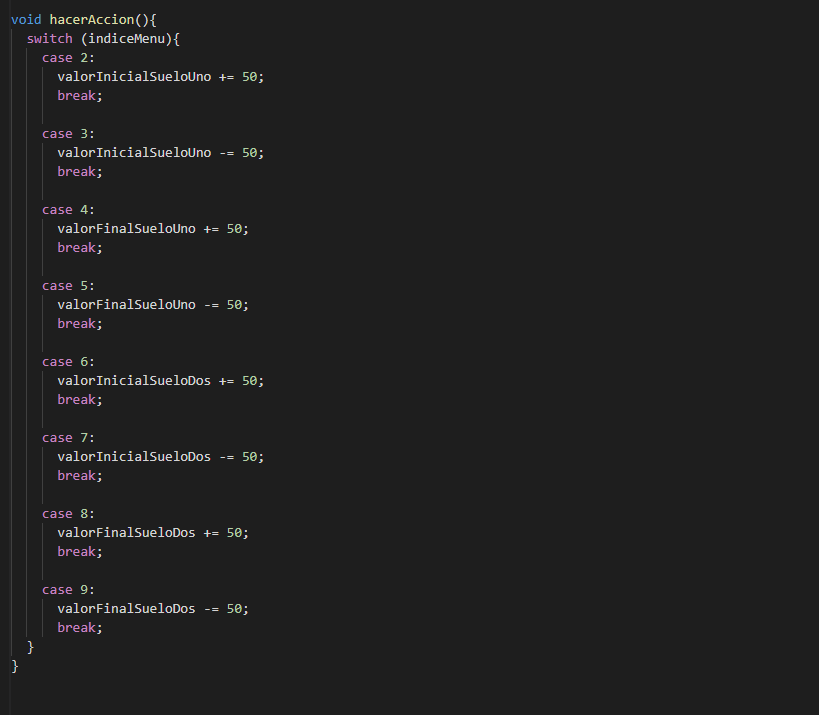 void hacerAccion(){
  switch (indiceMenu){
    case 2:
      valorInicialSueloUno += 50;
      break;

    case 3:
      valorInicialSueloUno -= 50;
      break;

    case 4:
      valorFinalSueloUno += 50;
      break;

    case 5:
      valorFinalSueloUno -= 50;
      break;

    case 6:
      valorInicialSueloDos += 50;
      break;

    case 7:
      valorInicialSueloDos -= 50;
      break;

    case 8:
      valorFinalSueloDos += 50;
      break;

    case 9:
      valorFinalSueloDos -= 50;
      break;
  }
}